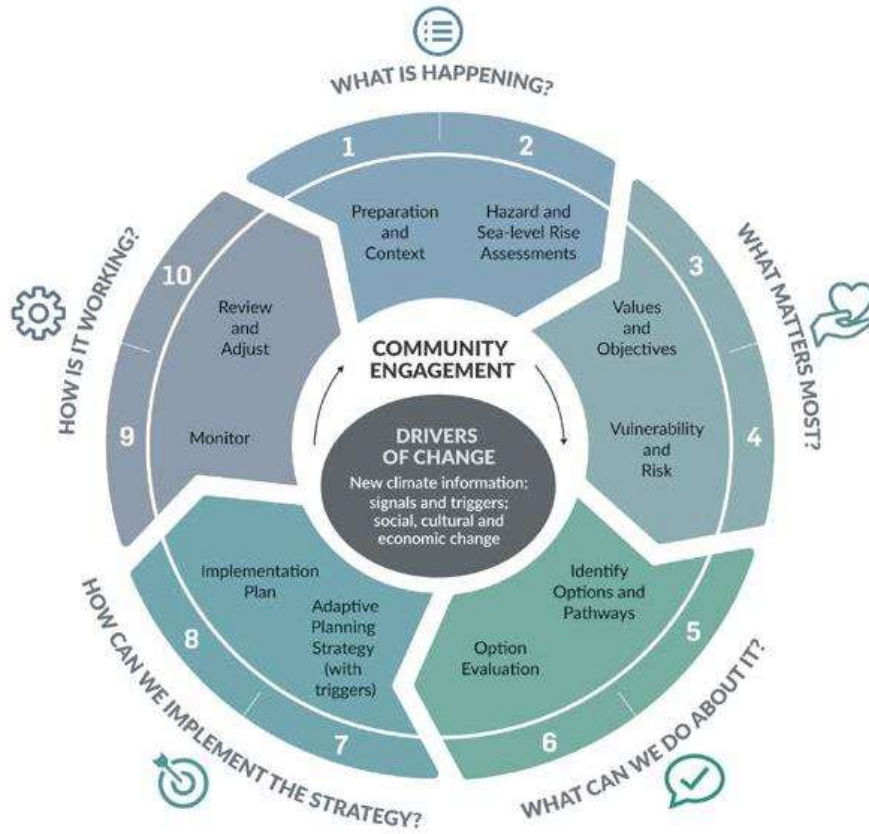 WHAT IS HAPPENING?
1
2
Preparation
and
Context
Hazard and
Sea-level Rise
Assessments
WHAT MATTERS MOST?
3
4
Values
and
Objectives
Vulnerability
and
Risk
WHAT CAN WE DO ABOUT IT?
5
6
Identify
Options and
Pathways
Option
Evaluation
HOW CAN WE IMPLEMENT THE STRATEGY?
7
8
Adaptive
Planning
Strategy
(with
triggers)
Implementation
Plan
HOW IS IT WORKING?
9
10
Monitor
Review
and
Adjust
COMMUNITY
ENGAGEMENT
DRIVERS
OF CHANGE
New climate information;
signals and triggers;
social, cultural and
economic change